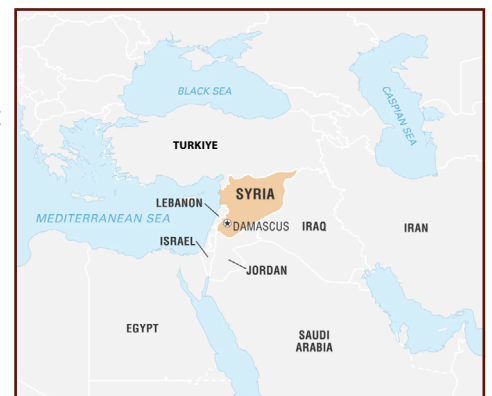 BLACK SEA
CASPIAN SEA
TURKIYE
SYRIA
LEBANON
MEDITERRANEAN SEA
DAMASCUS
IRAQ
IRAN
ISRAEL
JORDAN
EGYPT
SAUDI
ARABIA